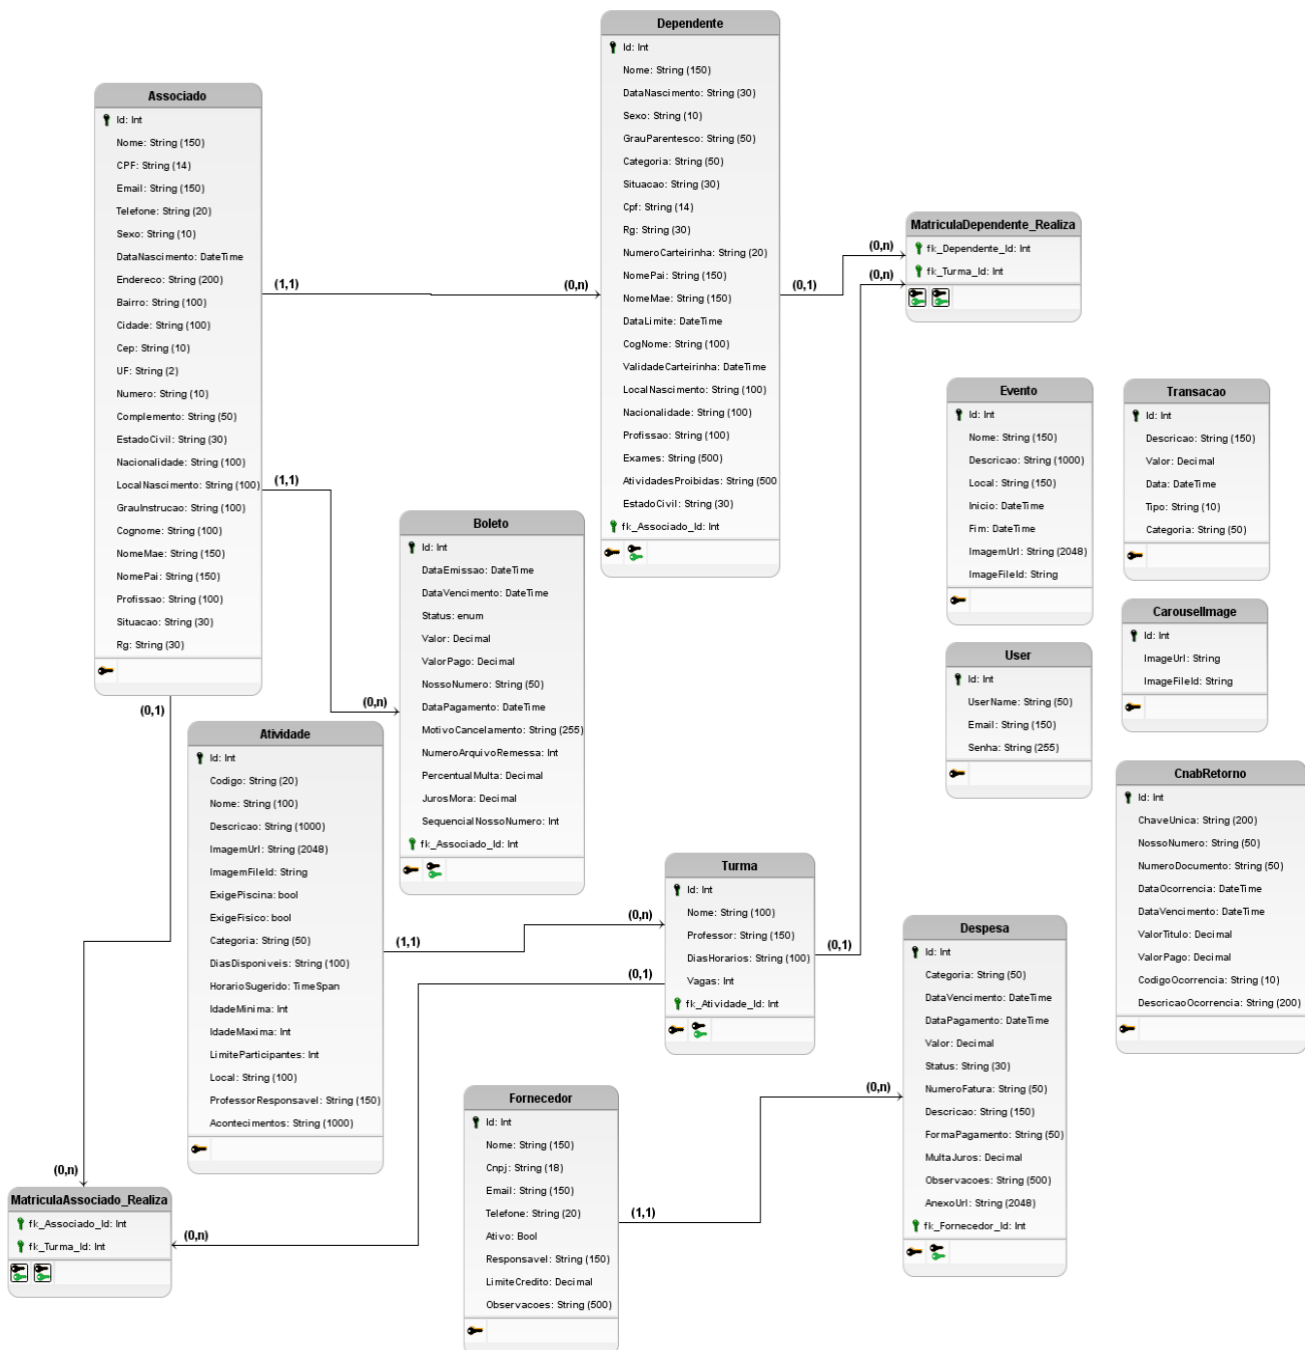 Dependente
Id: Int
Nome: String (150)
DataNascimento: String (30)
Sexo: String (10)
GrauParentesco: String (50)
Categoria: String (50)
Situacao: String (30)
Cpf: String (14)
Rg: String (30)
NumeroCarteirinha: String (20)
NomePai: String (150)
NomeMae: String (150)
DataLimite: DateTime
CogNome: String (100)
ValidadeCarteirinha: DateTime
LocalNascimento: String (100)
Nacionalidade: String (100)
Profissao: String (100)
Exames: String (500)
AtividadesProibidas: String (500
EstadoCivil: String (30)
fk_Associado_Id: Int
Associado
Id: Int
Nome: String (150)
CPF: String (14)
Email: String (150)
Telefone: String (20)
Sexo: String (10)
DataNascimento: DateTime
Endereco: String (200)
Bairro: String (100)
Cidade: String (100)
Cep: String (10)
UF: String (2)
Numero: String (10)
Complemento: String (50)
EstadoCivil: String (30)
Nacionalidade: String (100)
LocalNascimento: String (100)
GrauInstrucao: String (100)
Cognome: String (100)
NomeMae: String (150)
NomePai: String (150)
Profissao: String (100)
Situacao: String (30)
Rg: String (30)
(1,1)
(0,n)
(1,1)
(0,n)
(0,1)
(0,n)
(0,1)
(0,n)
(0,n)
MatriculaDependente_Realiza
fk_Dependente_Id: Int
fk_Turma_Id: Int
Evento
Id: Int
Nome: String (150)
Descricao: String (1000)
Local: String (150)
Inicio: DateTime
Fim: DateTime
ImagemUrl: String (2048)
ImageFileId: String
Transacao
Id: Int
Descricao: String (150)
Valor: Decimal
Data: DateTime
Tipo: String (10)
Categoria: String (50)
CarouselImage
Id: Int
ImageUrl: String
ImageFileId: String
User
Id: Int
UserName: String (50)
Email: String (150)
Senha: String (255)
CnabRetorno
Id: Int
ChaveUnica: String (200)
NossoNumero: String (50)
NumeroDocumento: String (50)
DataOcorrencia: DateTime
DataVencimento: DateTime
ValorTitulo: Decimal
ValorPago: Decimal
CodigoOcorrencia: String (10)
DescricaoOcorrencia: String (200)
Boleto
Id: Int
DataEmissao: DateTime
DataVencimento: DateTime
Status: enum
Valor: Decimal
ValorPago: Decimal
NossoNumero: String (50)
DataPagamento: DateTime
MotivoCancelamento: String (255)
NumeroArquivoRemessa: Int
PercentualMulta: Decimal
JurosMora: Decimal
SequencialNossoNumero: Int
fk_Associado_Id: Int
Atividade
Id: Int
Codigo: String (20)
Nome: String (100)
Descricao: String (1000)
ImagemUrl: String (2048)
ImagemFileId: String
ExigePiscina: bool
ExigeFisico: bool
Categoria: String (50)
DiasDisponiveis: String (100)
HorarioSugerido: TimeSpan
IdadeMinima: Int
IdadeMaxima: Int
LimiteParticipantes: Int
Local: String (100)
ProfessorResponsavel: String (150)
Acontecimentos: String (1000)
(1,1)
(0,n)
(0,1)
(0,1)
(0,n)
Turma
Id: Int
Nome: String (100)
Professor: String (150)
DiasHorarios: String (100)
Vagas: Int
fk_Atividade_Id: Int
Despesa
Id: Int
Categoria: String (50)
DataVencimento: DateTime
DataPagamento: DateTime
Valor: Decimal
Status: String (30)
NumeroFatura: String (50)
Descricao: String (150)
FormaPagamento: String (50)
MultaJuros: Decimal
Observacoes: String (500)
AnexoUrl: String (2048)
fk_Fornecedor_Id: Int
Fornecedor
Id: Int
Nome: String (150)
Cnpj: String (18)
Email: String (150)
Telefone: String (20)
Ativo: Bool
Responsavel: String (150)
LimiteCredito: Decimal
Observacoes: String (500)
(1,1)
(0,n)
MatriculaAssociado_Realiza
fk_Associado_Id: Int
fk_Turma_Id: Int